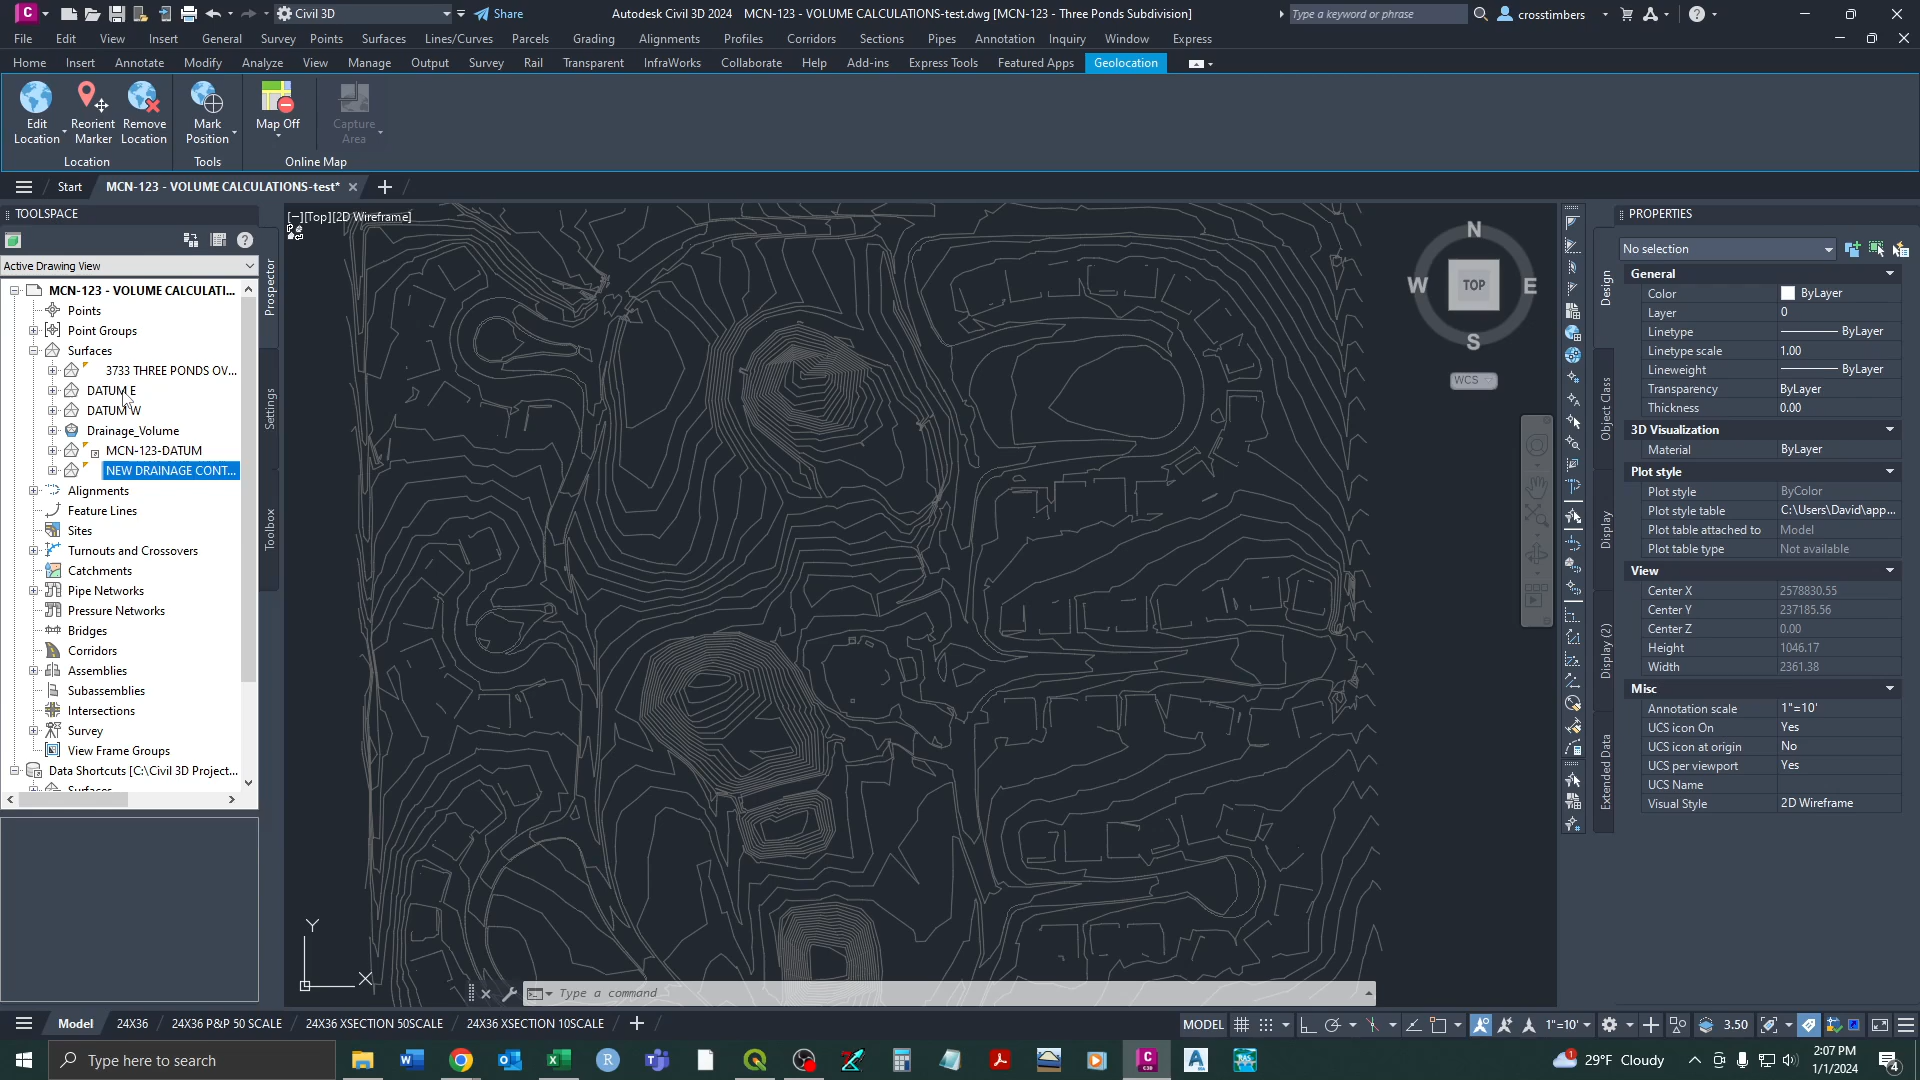 Civil 3D
Share
Autodesk Civil 3D 2024 MCN-123 - VOLUME CALCULATIONS-test.dwg [MCN-123 - Three Ponds Subdivision]
Type a keyword or phrase
crosstimbers
File Edit View Insert General Survey Points Surfaces Lines/Curves Parcels Grading Alignments Profiles Corridors Sections Pipes Annotation Inquiry Window Express
Home Insert Annotate Modify Analyze View Manage Output Survey Rail Transparent InfraWorks Collaborate Help Add-ins Express Tools Featured Apps Geolocation
Edit Location
Reorient Marker
Remove Location
Mark Position
Map Off
Capture Area
Location Tools Online Map
Start MCN-123 - VOLUME CALCULATIONS-test*
TOOLSPACE
Active Drawing View
MCN-123 - VOLUME CALCULATI...
Points
Point Groups
Surfaces
3733 THREE PONDS OV...
DATUM E
DATUM W
Drainage_Volume
MCN-123-DATUM
NEW DRAINAGE CONT...
Alignments
Feature Lines
Sites
Turnouts and Crossovers
Catchments
Pipe Networks
Pressure Networks
Bridges
Corridors
Assemblies
Subassemblies
Intersections
Survey
View Frame Groups
Data Shortcuts [C:\Civil 3D Project...
Prospector
Settings
Toolbox
[−][Top][2D Wireframe]
N
W TOP E
S
WCS
Y
X
Type a command
PROPERTIES
No selection
General
Color ByLayer
Layer 0
Linetype ByLayer
Linetype scale 1.00
Lineweight ByLayer
Transparency ByLayer
Thickness 0.00
3D Visualization
Material ByLayer
Plot style
Plot style ByColor
Plot style table C:\Users\David\app...
Plot table attached to Model
Plot table type Not available
View
Center X 2578830.55
Center Y 237185.56
Center Z 0.00
Height 1046.17
Width 2361.38
Misc
Annotation scale 1"=10'
UCS icon On Yes
UCS icon at origin No
UCS per viewport Yes
UCS Name
Visual Style 2D Wireframe
Design
Object Class
Display
Display (2)
Extended Data
Model 24X36 24X36 P&P 50 SCALE 24X36 XSECTION 50SCALE 24X36 XSECTION 10SCALE
MODEL 1"=10' 3.50
Type here to search
29°F Cloudy
2:07 PM
1/1/2024